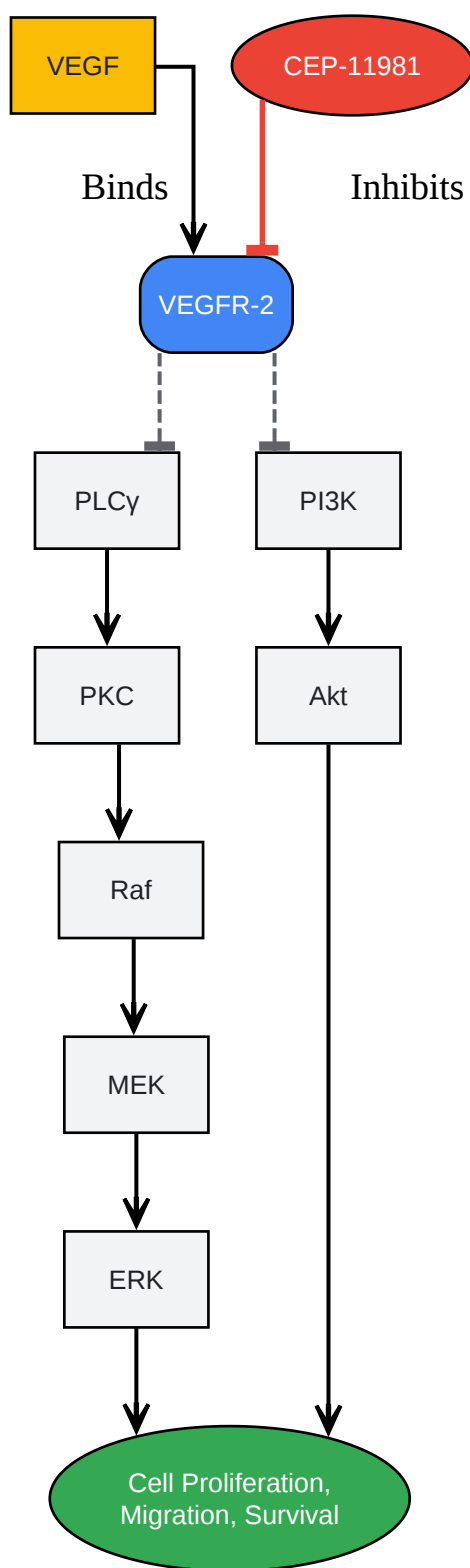 VEGF
CEP-11981
Binds
Inhibits
VEGFR-2
PLCγ
PI3K
PKC
Akt
Raf
MEK
ERK
Cell Proliferation,
Migration, Survival